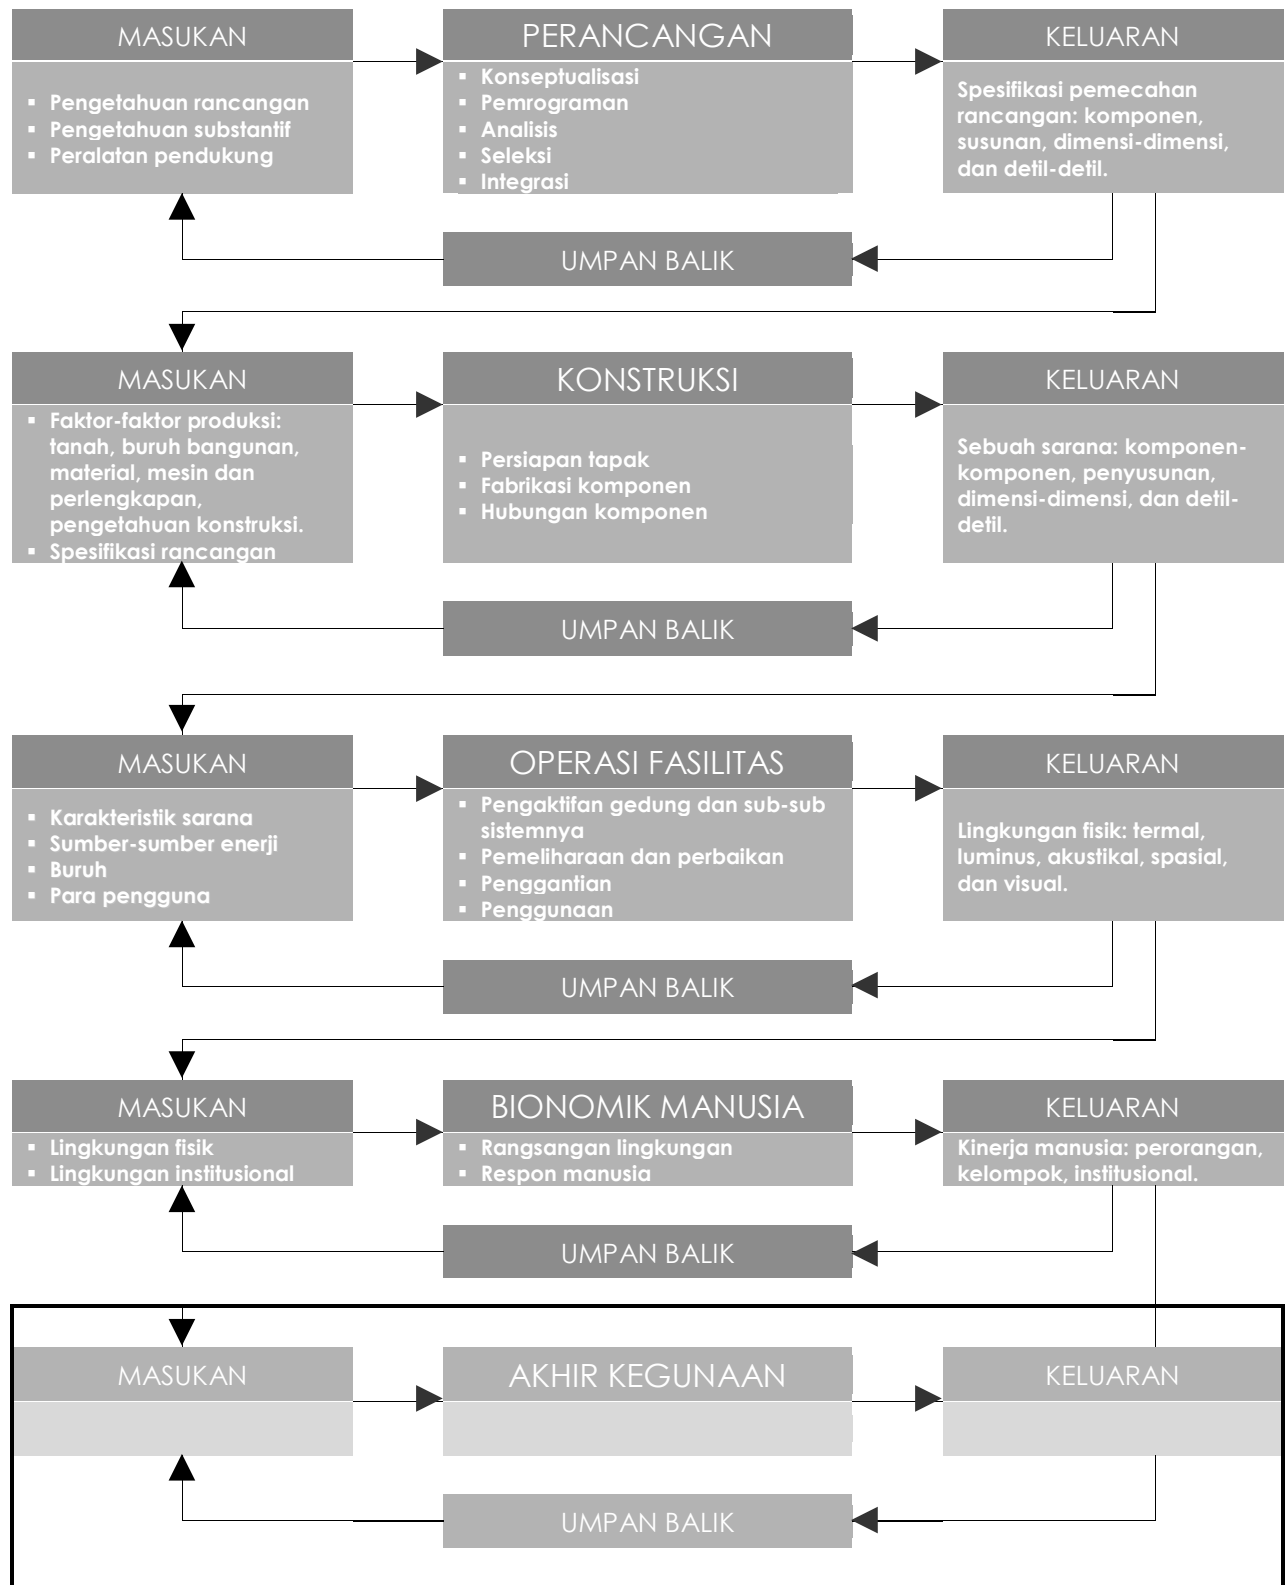 MASUKAN
▪ Pengetahuan rancangan
▪ Pengetahuan substantif
▪ Peralatan pendukung
PERANCANGAN
▪ Konseptualisasi
▪ Pemrograman
▪ Analisis
▪ Seleksi
▪ Integrasi
KELUARAN
Spesifikasi pemecahan
rancangan: komponen,
susunan, dimensi-dimensi,
dan detil-detil.
UMPAN BALIK
MASUKAN
▪ Faktor-faktor produksi:
tanah, buruh bangunan,
material, mesin dan
perlengkapan,
pengetahuan konstruksi.
▪ Spesifikasi rancangan
KONSTRUKSI
▪ Persiapan tapak
▪ Fabrikasi komponen
▪ Hubungan komponen
KELUARAN
Sebuah sarana: komponen-
komponen, penyusunan,
dimensi-dimensi, dan detil-
detil.
UMPAN BALIK
MASUKAN
▪ Karakteristik sarana
▪ Sumber-sumber enerji
▪ Buruh
▪ Para pengguna
OPERASI FASILITAS
▪ Pengaktifan gedung dan sub-sub
sistemnya
▪ Pemeliharaan dan perbaikan
▪ Penggantian
▪ Penggunaan
KELUARAN
Lingkungan fisik: termal,
luminus, akustikal, spasial,
dan visual.
UMPAN BALIK
MASUKAN
▪ Lingkungan fisik
▪ Lingkungan institusional
BIONOMIK MANUSIA
▪ Rangsangan lingkungan
▪ Respon manusia
KELUARAN
Kinerja manusia: perorangan,
kelompok, institusional.
UMPAN BALIK
MASUKAN
AKHIR KEGUNAAN
KELUARAN
UMPAN BALIK